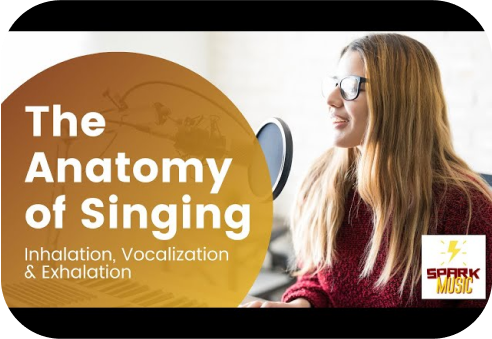 The
Anatomy
of Singing
Inhalation, Vocalization
& Exhalation
SPARK
MUSIC